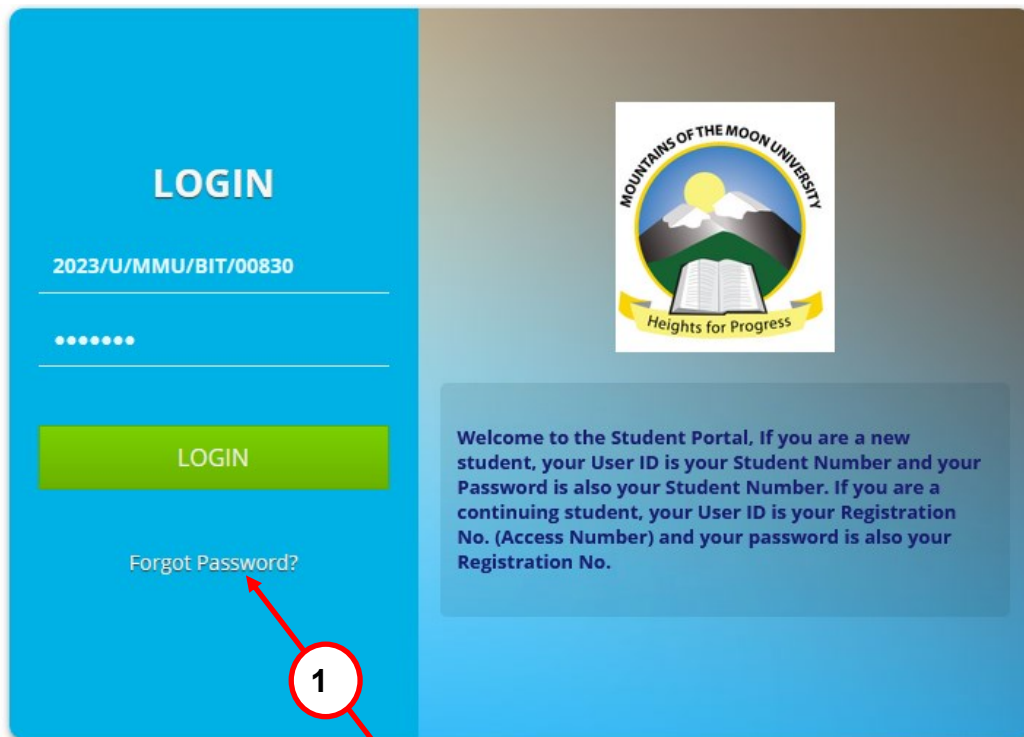 MOUNTAINS OF THE MOON UNIVERSITY
Heights for Progress
LOGIN
2023/U/MMU/BIT/00830
•••••••
LOGIN
Forgot Password?
1
Welcome to the Student Portal, If you are a new
student, your User ID is your Student Number and your
Password is also your Student Number. If you are a
continuing student, your User ID is your Registration
No. (Access Number) and your password is also your
Registration No.